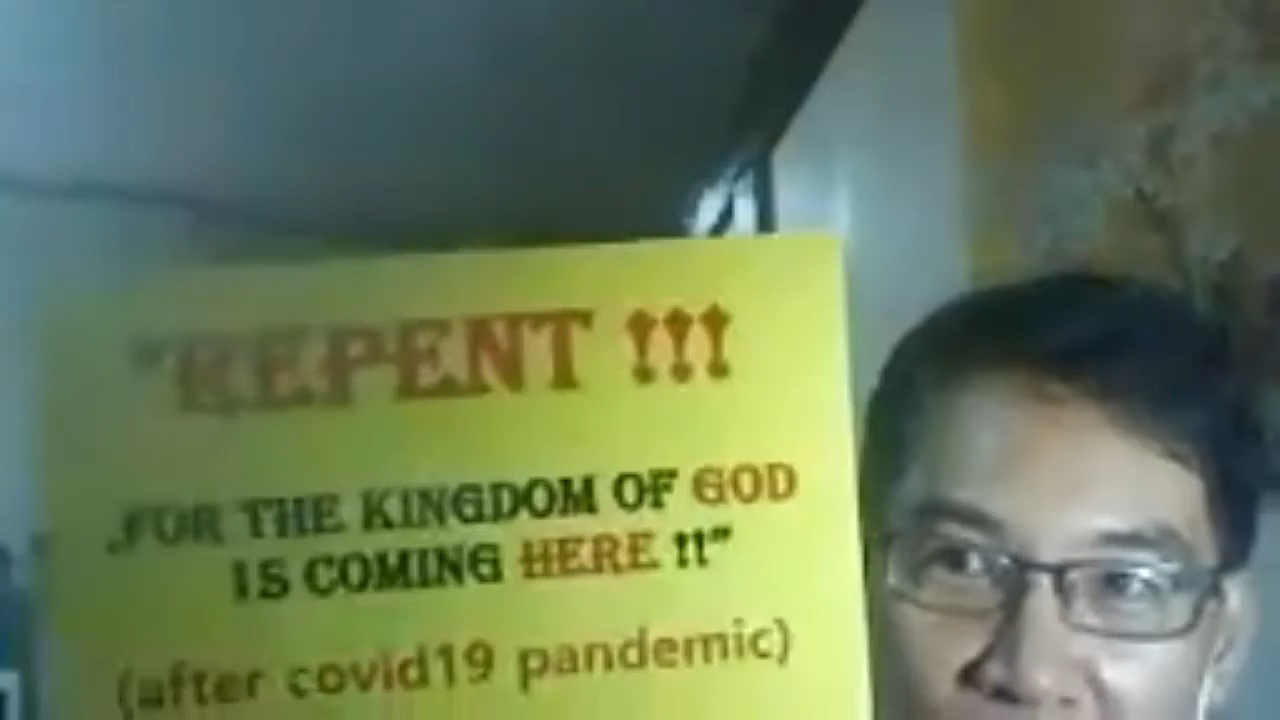 "REPENT !!!
,FOR THE KINGDOM OF GOD
IS COMING HERE !!"
(after covid19 pandemic)